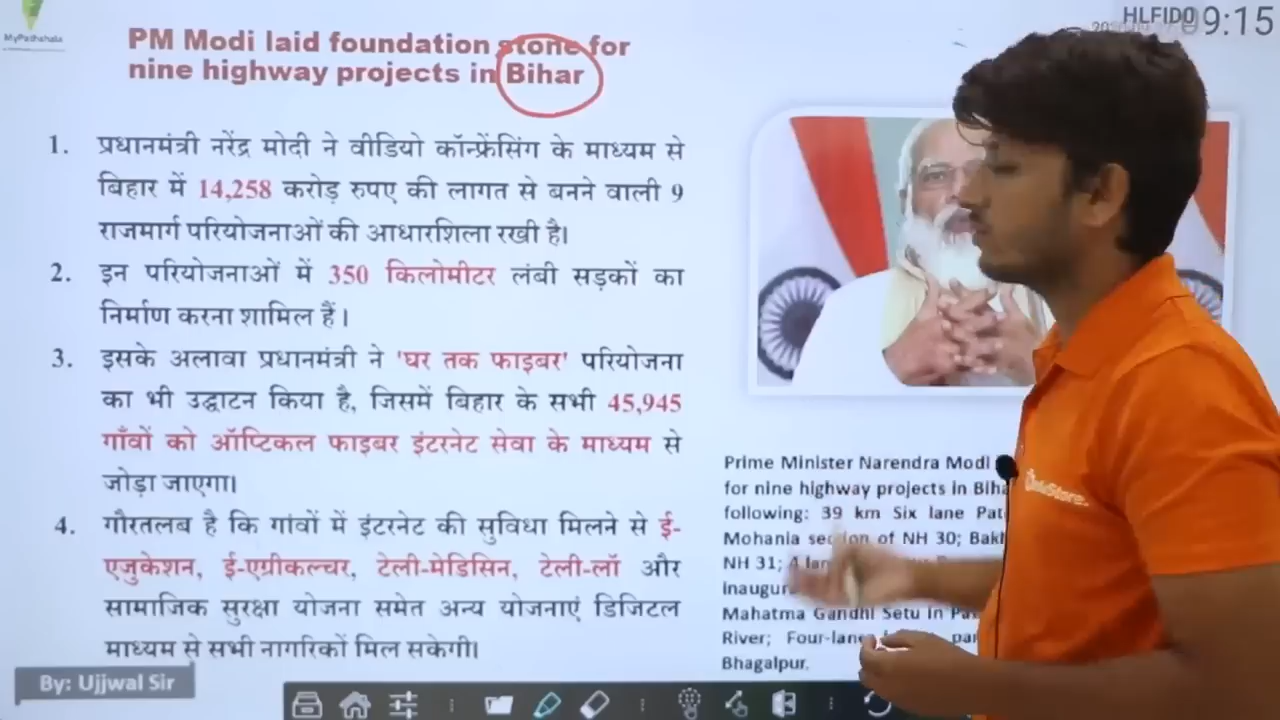 MyPathshala
HLFIDO 9:15
PM Modi laid foundation stone for
nine highway projects in Bihar
1. प्रधानमंत्री नरेंद्र मोदी ने वीडियो कॉन्फ्रेंसिंग के माध्यम से
बिहार में 14,258 करोड़ रुपए की लागत से बनने वाली 9
राजमार्ग परियोजनाओं की आधारशिला रखी है।
2. इन परियोजनाओं में 350 किलोमीटर लंबी सड़कों का
निर्माण करना शामिल हैं।
3. इसके अलावा प्रधानमंत्री ने 'घर तक फाइबर' परियोजना
का भी उद्घाटन किया है, जिसमें बिहार के सभी 45,945
गाँवों को ऑप्टिकल फाइबर इंटरनेट सेवा के माध्यम से
जोड़ा जाएगा।
4. गौरतलब है कि गांवों में इंटरनेट की सुविधा मिलने से ई-
एजुकेशन, ई-एग्रीकल्चर, टेली-मेडिसिन, टेली-लॉ और
सामाजिक सुरक्षा योजना समेत अन्य योजनाएं डिजिटल
माध्यम से सभी नागरिकों मिल सकेगी।
Prime Minister Narendra Modi
for nine highway projects in Biha
following: 39 km Six lane Pat
Mohania section of NH 30; Bakh
NH 31; 4 lan
inaugur
Mahatma Gandhi Setu in Pa
River; Four-lane pa
Bhagalpur.
By: Ujjwal Sir